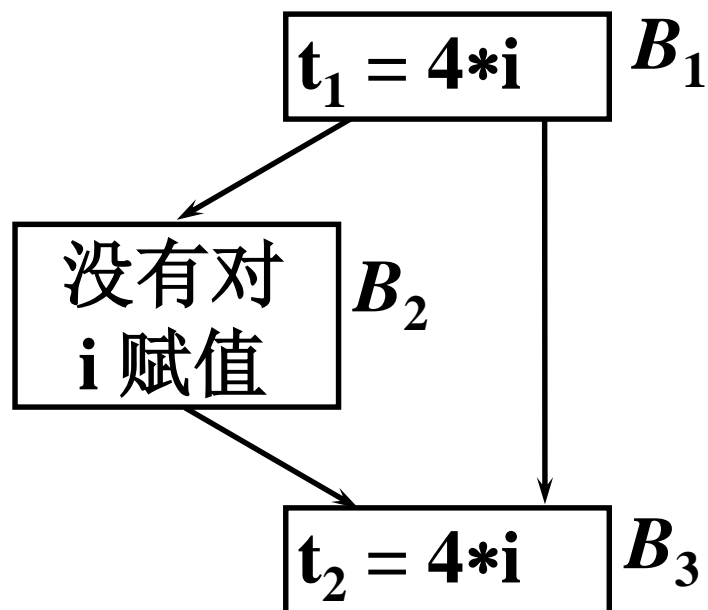 t₁ = 4*i
B₁
没有对
i 赋值
B₂
t₂ = 4*i
B₃